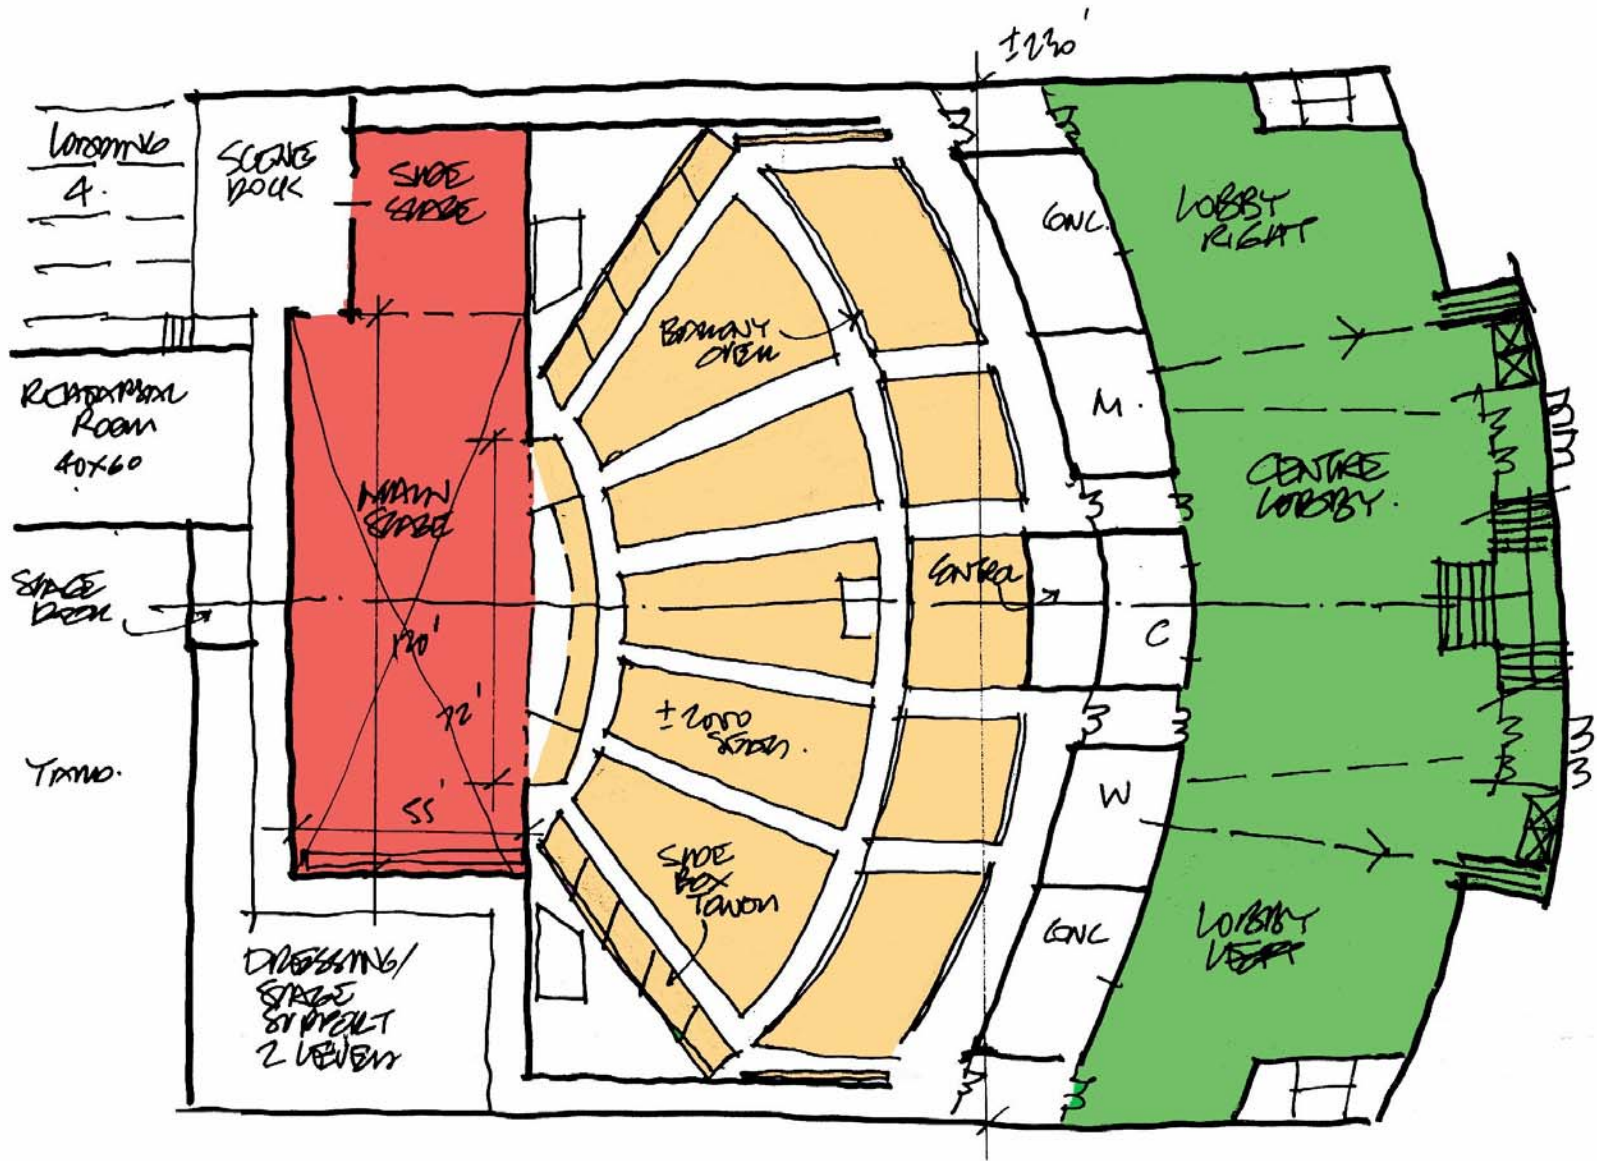 ±230'
LOADING
4.
SCENE
DOCK
SIDE
STAGE
CONC.
LOBBY
RIGHT
BALCONY
OVER
REHEARSAL
ROOM
40X60
M.
MAIN
STAGE
CENTRE
LOBBY.
STAGE
DOOR
CONTROL
C
120'
72'
±2000
SEATS.
YARD.
55'
W
SIDE
BOX
TOWER
CONC
LOBBY
LEFT
DRESSING/
STAGE
SUPPORT
2 LEVELS